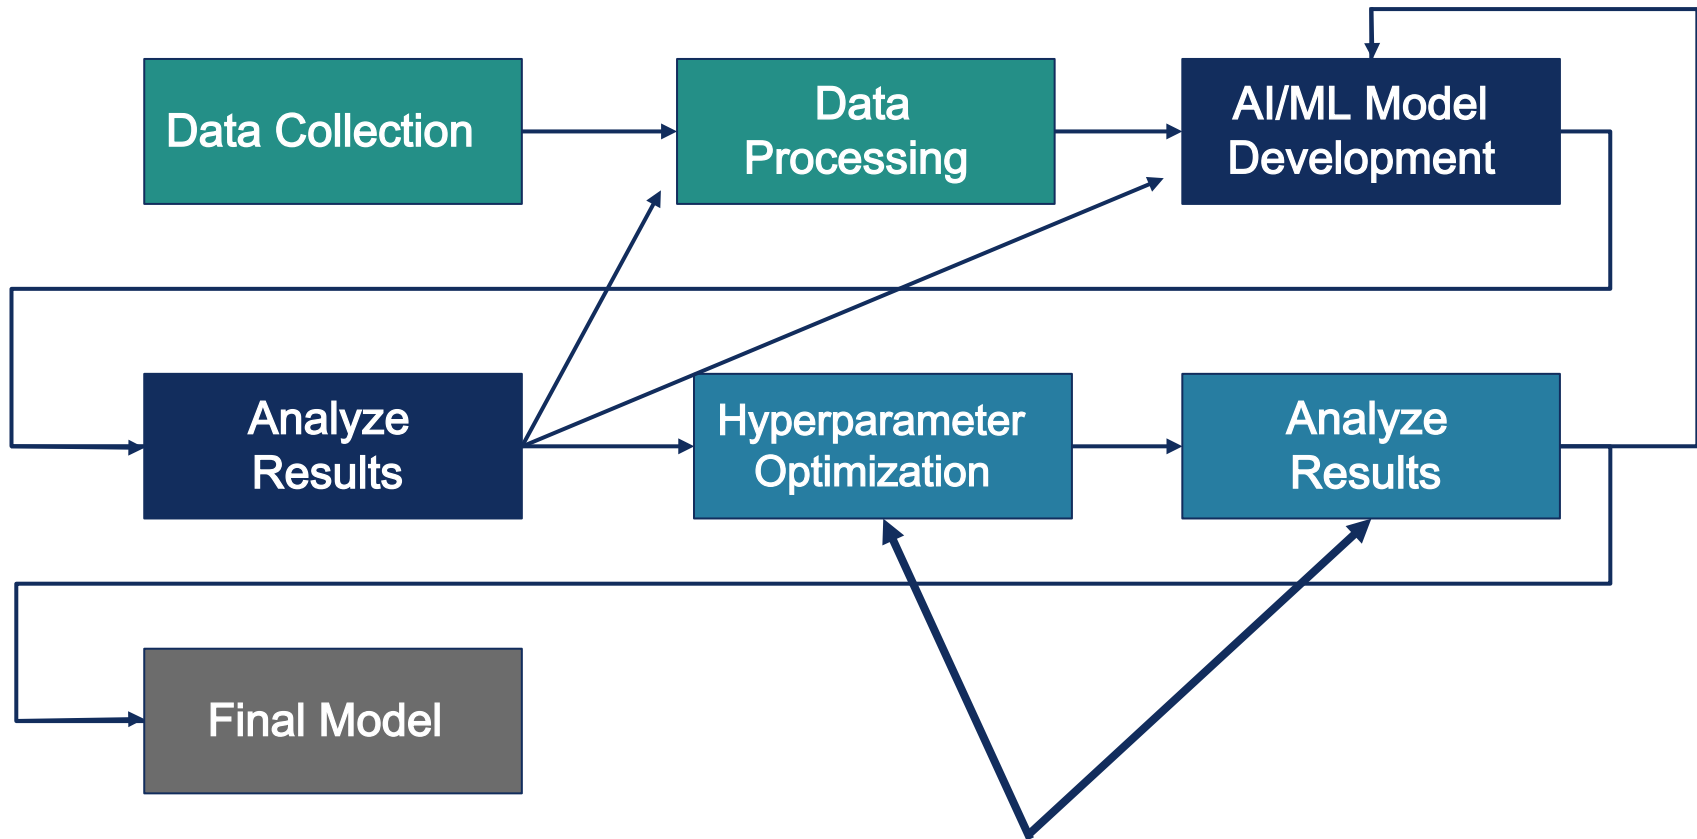 Data Collection
Data
Processing
AI/ML Model
Development
Analyze
Results
Hyperparameter
Optimization
Analyze
Results
Final Model